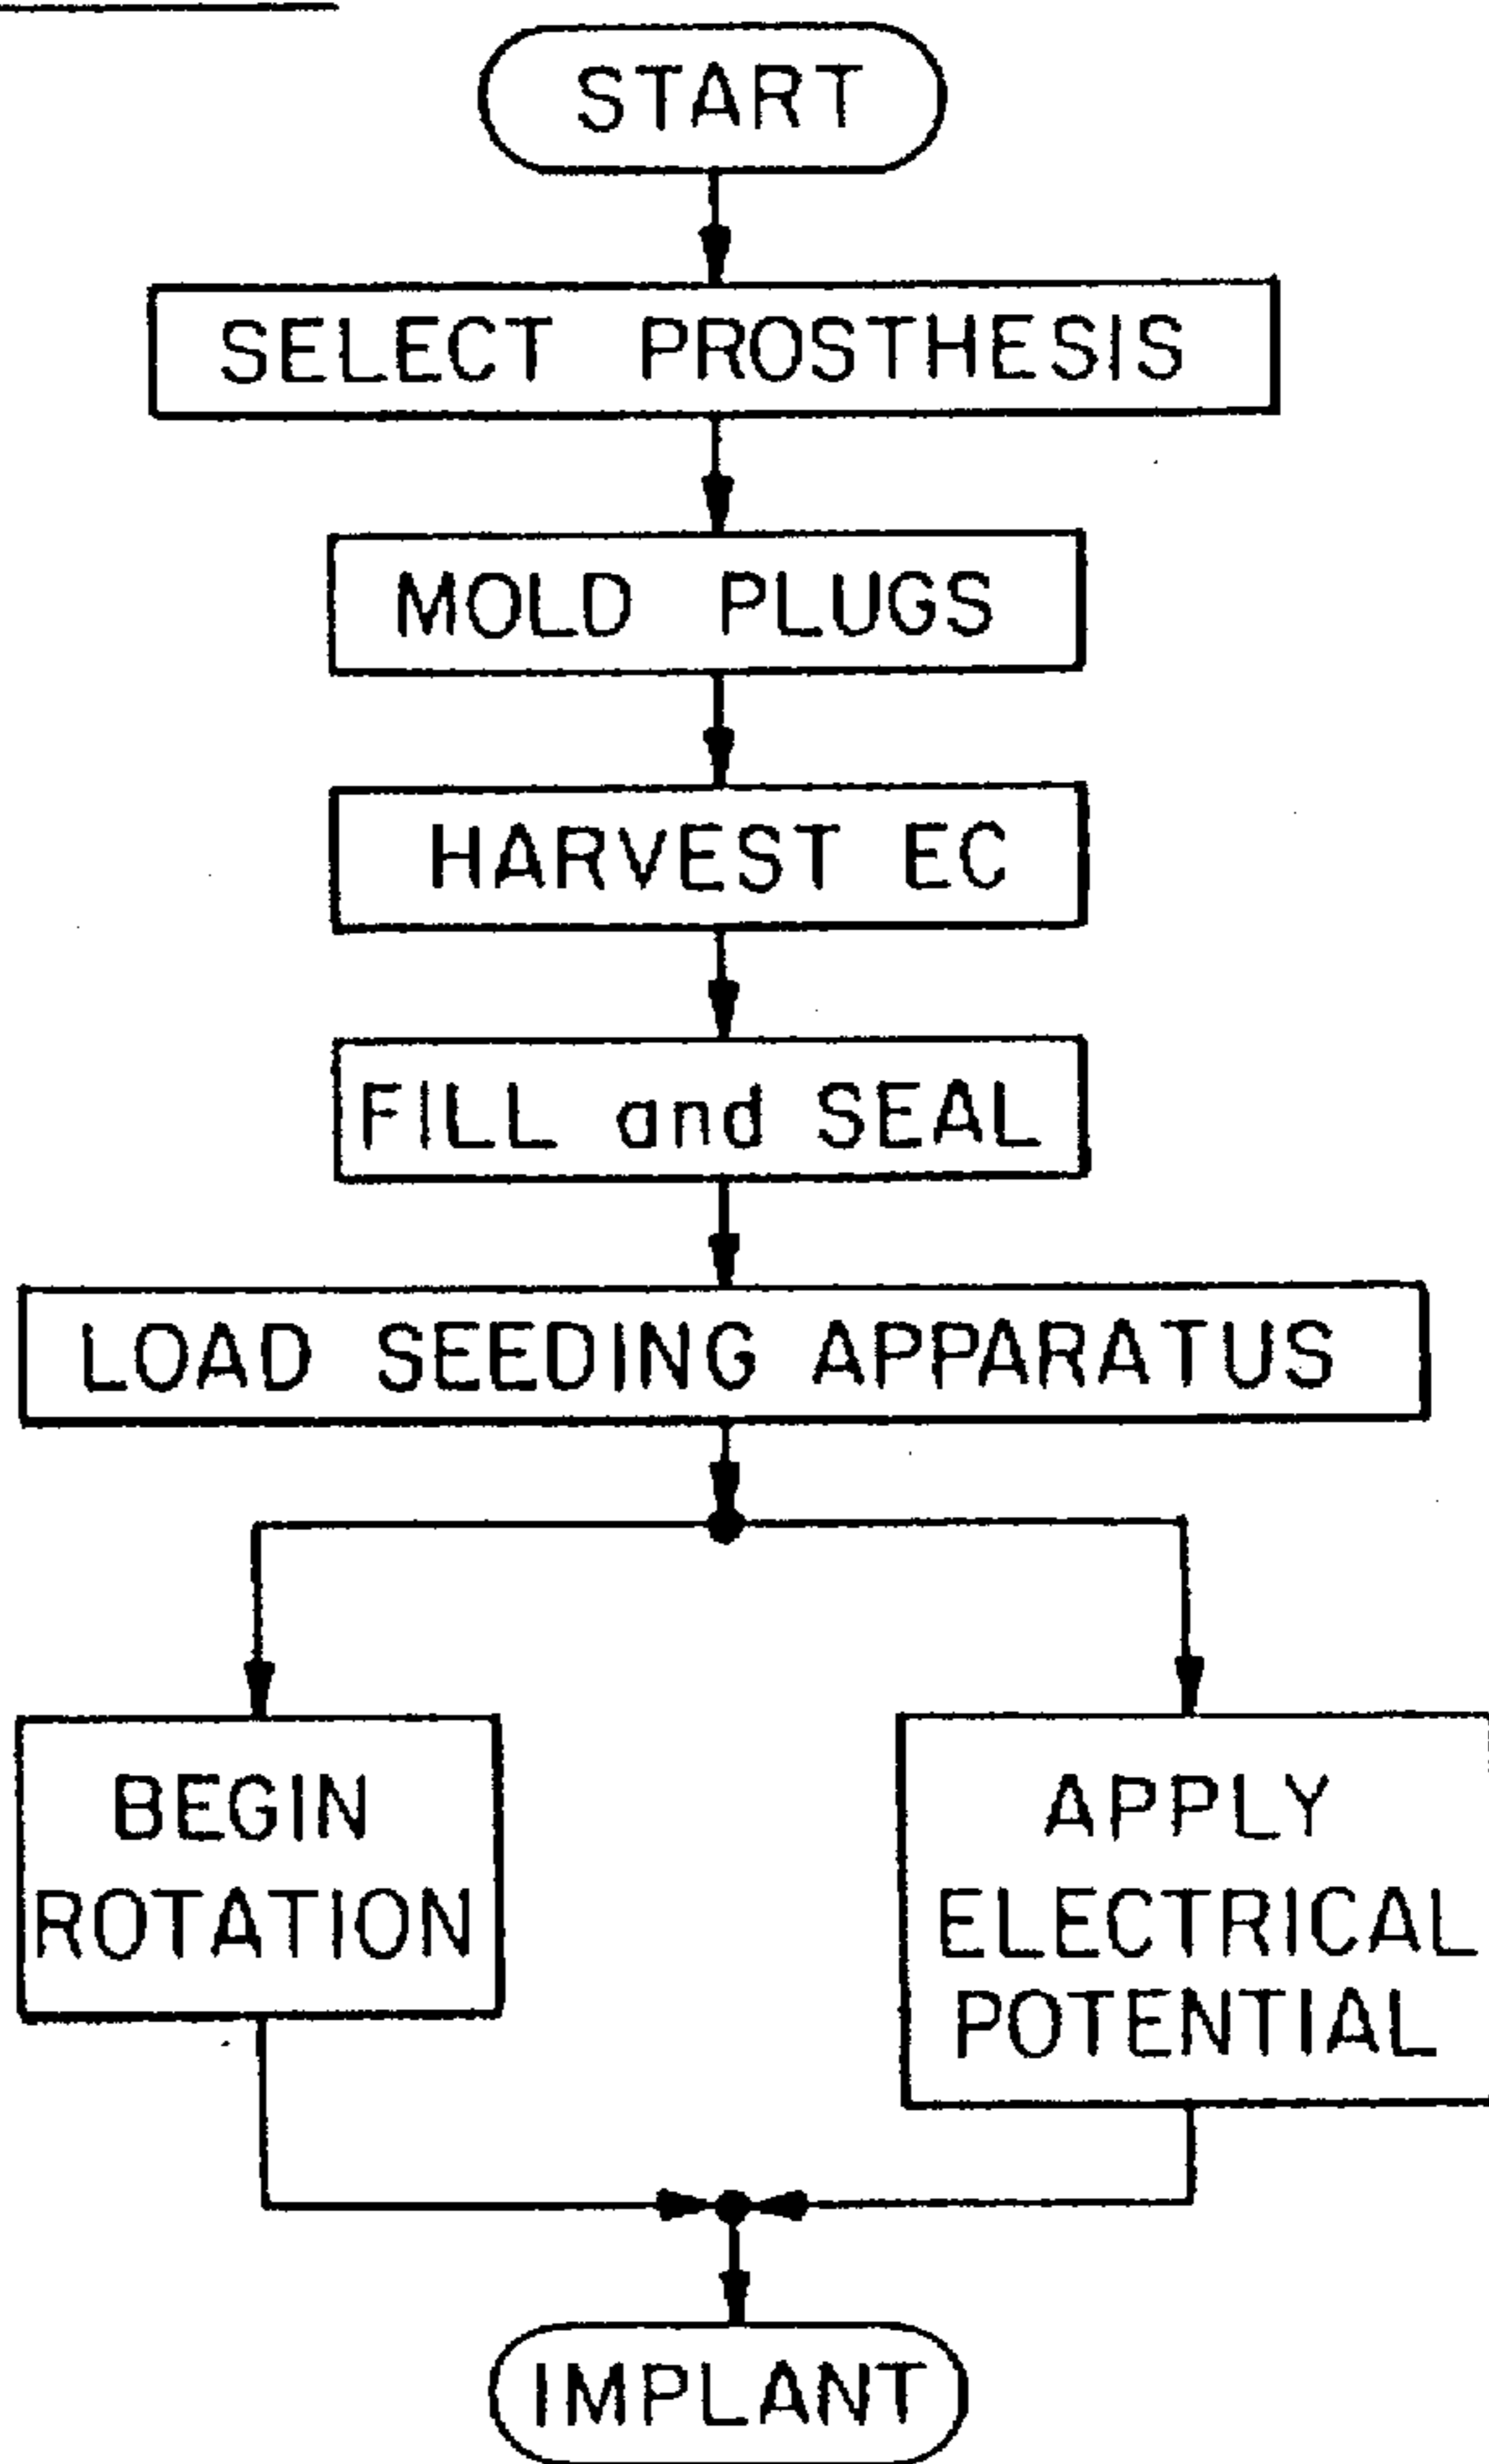 START
SELECT PROSTHESIS
MOLD PLUGS
HARVEST EC
FILL and SEAL
LOAD SEEDING APPARATUS
BEGIN
ROTATION
APPLY
ELECTRICAL
POTENTIAL
IMPLANT